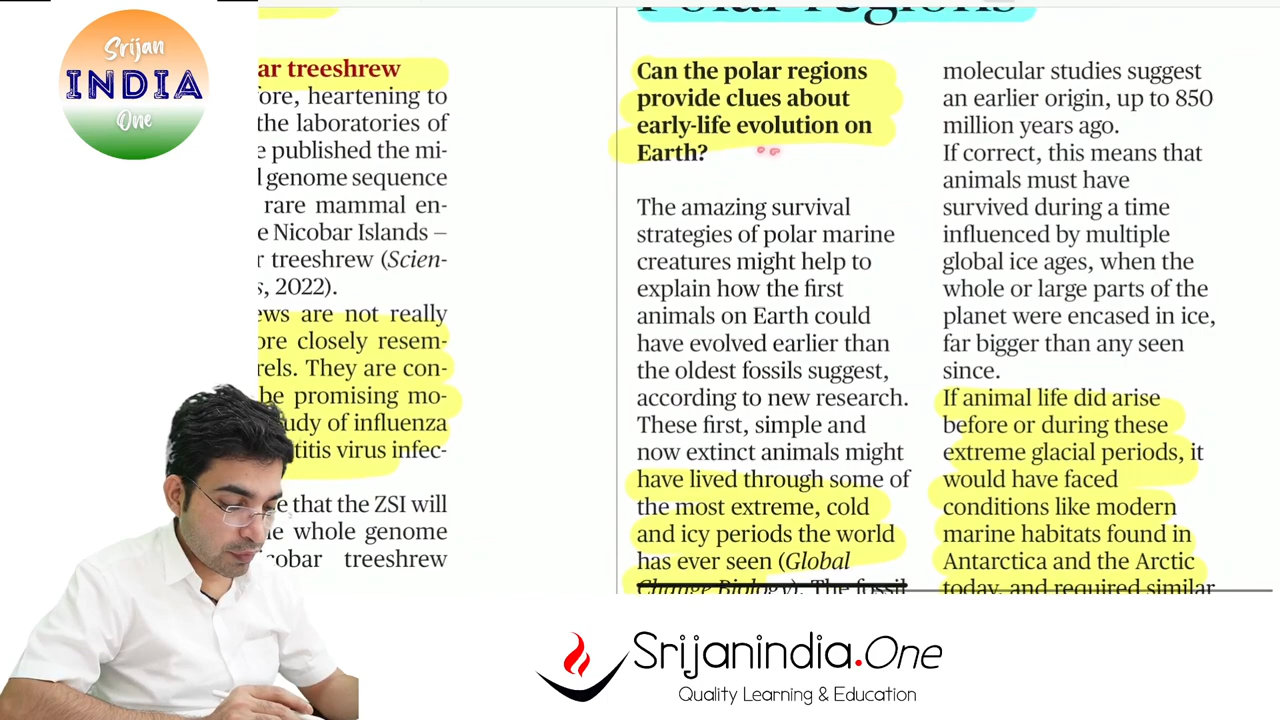 Srijan
INDIA
One
ar treeshrew
fore, heartening to
the laboratories of
e published the mi-
l genome sequence
rare mammal en-
e Nicobar Islands —
r treeshrew (Scien-
s, 2022).
ews are not really
ore closely resem-
rels. They are con-
be promising mo-
udy of influenza
titis virus infec-
e that the ZSI will
e whole genome
cobar treeshrew
Polar regions
Can the polar regions
provide clues about
early-life evolution on
Earth?
The amazing survival
strategies of polar marine
creatures might help to
explain how the first
animals on Earth could
have evolved earlier than
the oldest fossils suggest,
according to new research.
These first, simple and
now extinct animals might
have lived through some of
the most extreme, cold
and icy periods the world
has ever seen (Global
Change Biology). The fossil
molecular studies suggest
an earlier origin, up to 850
million years ago.
If correct, this means that
animals must have
survived during a time
influenced by multiple
global ice ages, when the
whole or large parts of the
planet were encased in ice,
far bigger than any seen
since.
If animal life did arise
before or during these
extreme glacial periods, it
would have faced
conditions like modern
marine habitats found in
Antarctica and the Arctic
today, and required similar
Srijanindia.One
Quality Learning & Education